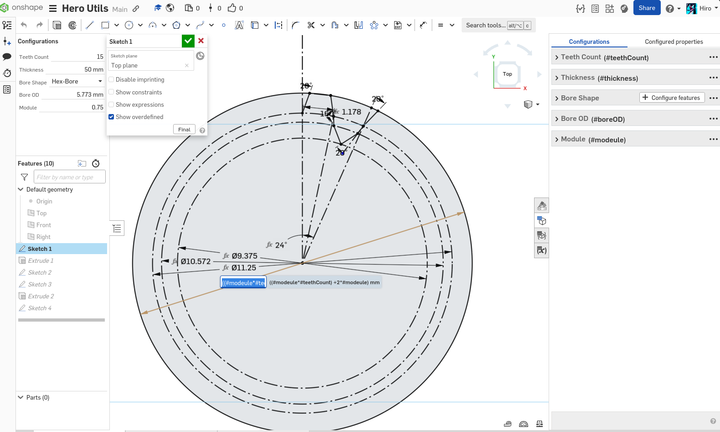 onshape
Hero Utils
Main
0
0
0
Share
Hiro
Search tools...
alt/⌥
c
Configurations
Teeth Count 15
Thickness 50 mm
Bore Shape Hex-Bore
Bore OD 5.773 mm
Module 0.75
Features (10)
Filter by name or type
Default geometry
Origin
Top
Front
Right
Sketch 1
Extrude 1
Sketch 2
Sketch 3
Extrude 2
Sketch 4
Parts (0)
Sketch 1
Sketch plane
Top plane
Disable imprinting
Show constraints
Show expressions
Show overdefined
Final
fx 1.178
fx 24°
fx Ø9.375
fx Ø10.572
fx Ø11.25
((#modeule*#te
((#modeule*#teethCount) +2*#modeule) mm
Y
Top
X
Configurations
Configured properties
Teeth Count (#teethCount)
Thickness (#thickness)
Bore Shape
+ Configure features
Bore OD (#boreOD)
Module (#modeule)